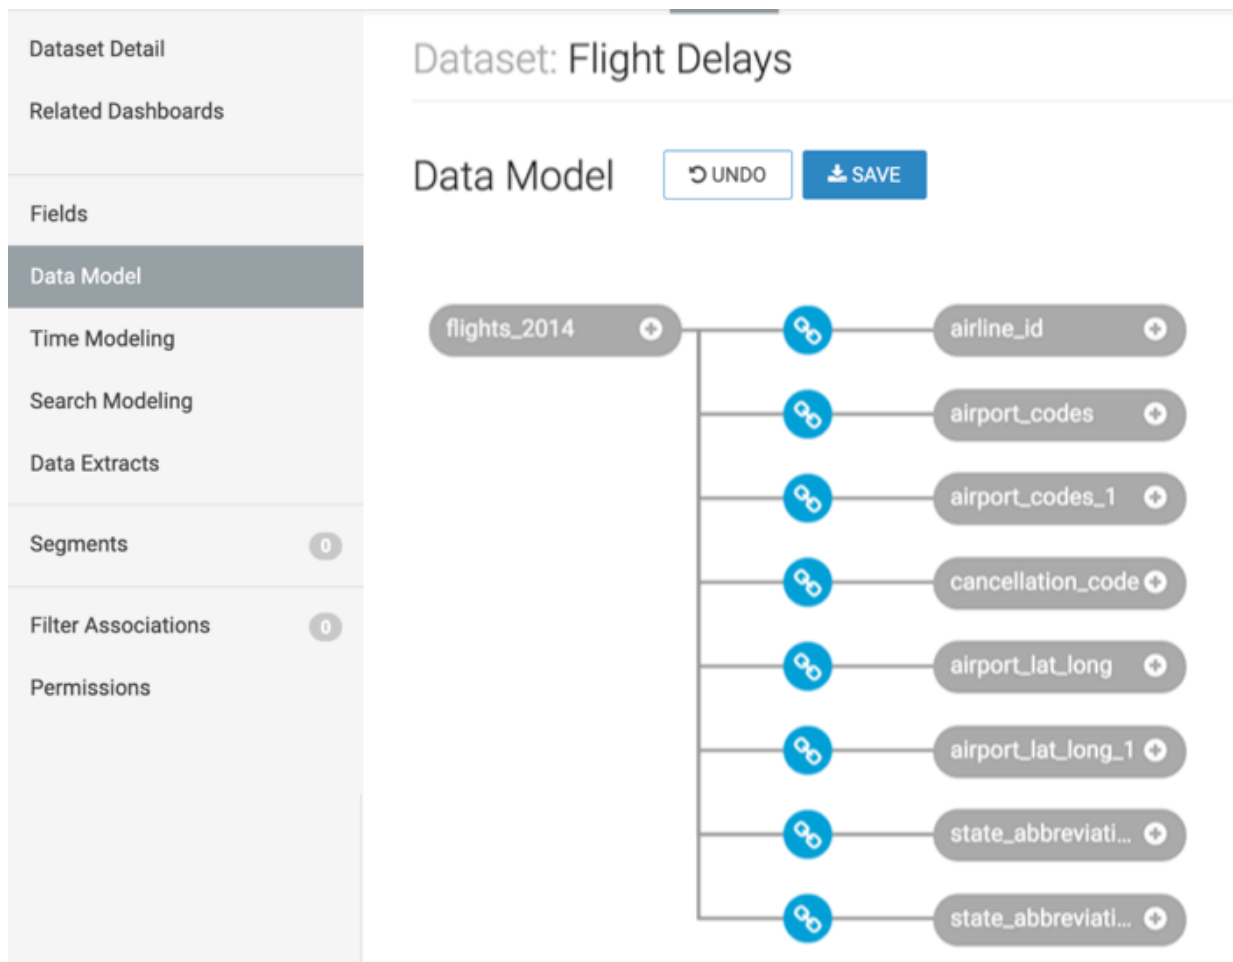 Dataset Detail
Related Dashboards
Fields
Data Model
Time Modeling
Search Modeling
Data Extracts
Segments 0
Filter Associations 0
Permissions
Dataset: Flight Delays
Data Model UNDO SAVE
flights_2014
airline_id
airport_codes
airport_codes_1
cancellation_code
airport_lat_long
airport_lat_long_1
state_abbreviati...
state_abbreviati...